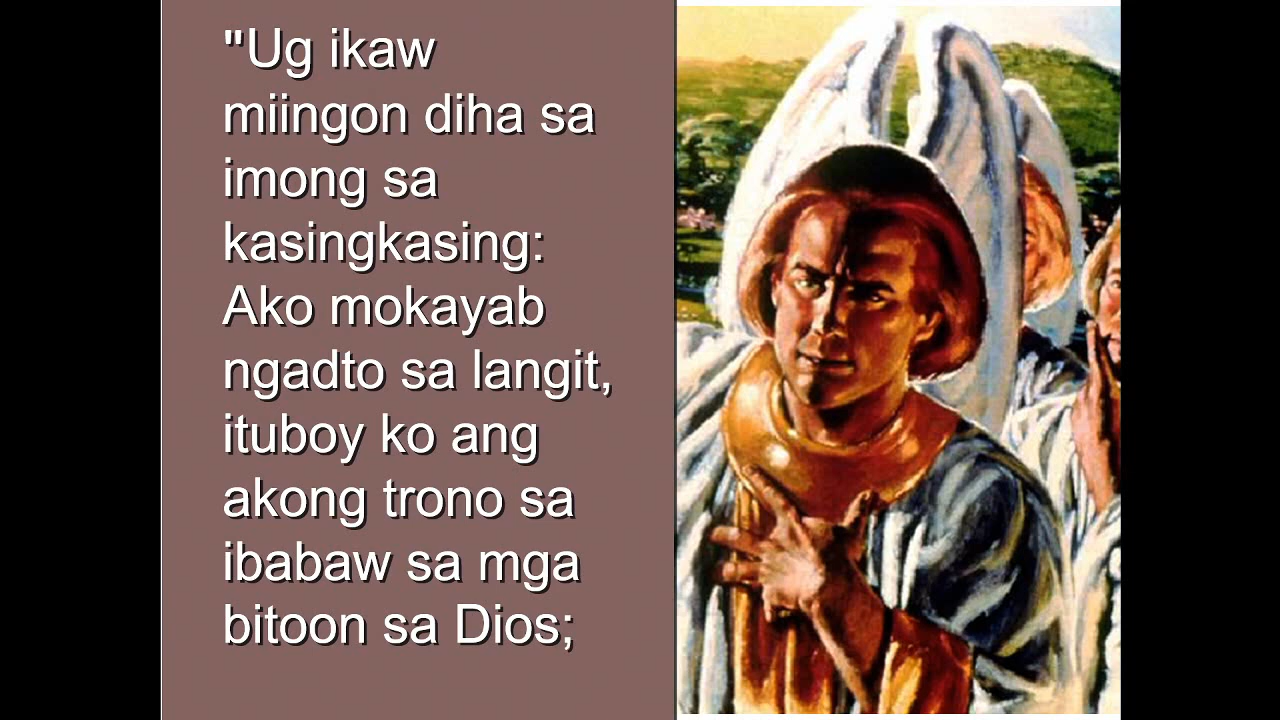 "Ug ikaw
miingon diha sa
imong sa
kasingkasing:
Ako mokayab
ngadto sa langit,
ituboy ko ang
akong trono sa
ibabaw sa mga
bitoon sa Dios;